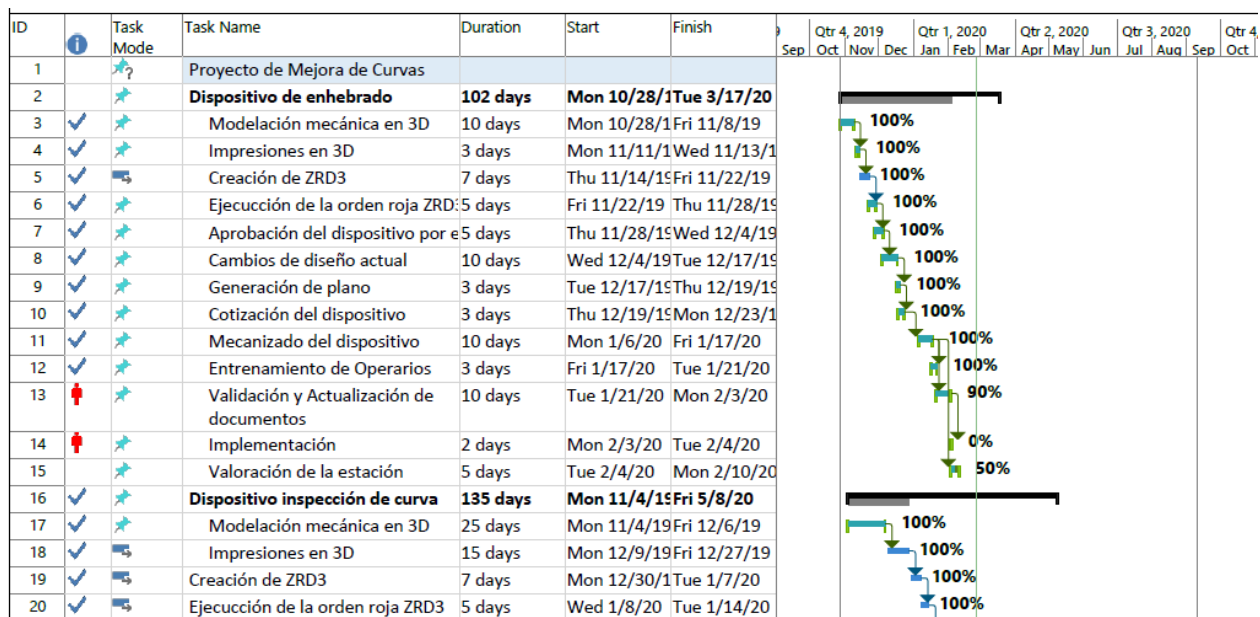 ID Task Mode Task Name Duration Start Finish
Qtr 4, 2019 Qtr 1, 2020 Qtr 2, 2020 Qtr 3, 2020 Qtr 4
Sep Oct Nov Dec Jan Feb Mar Apr May Jun Jul Aug Sep Oct
1 ? Proyecto de Mejora de Curvas
2 Dispositivo de enhebrado 102 days Mon 10/28/1 Tue 3/17/20
3 Modelación mecánica en 3D 10 days Mon 10/28/1 Fri 11/8/19 100%
4 Impresiones en 3D 3 days Mon 11/11/1 Wed 11/13/1 100%
5 Creación de ZRD3 7 days Thu 11/14/19 Fri 11/22/19 100%
6 Ejecución de la orden roja ZRD3 5 days Fri 11/22/19 Thu 11/28/19 100%
7 Aprobación del dispositivo por e 5 days Thu 11/28/19 Wed 12/4/19 100%
8 Cambios de diseño actual 10 days Wed 12/4/19 Tue 12/17/19 100%
9 Generación de plano 3 days Tue 12/17/19 Thu 12/19/19 100%
10 Cotización del dispositivo 3 days Thu 12/19/19 Mon 12/23/1 100%
11 Mecanizado del dispositivo 10 days Mon 1/6/20 Fri 1/17/20 100%
12 Entrenamiento de Operarios 3 days Fri 1/17/20 Tue 1/21/20 100%
13 Validación y Actualización de 10 days Tue 1/21/20 Mon 2/3/20 90%
documentos
14 Implementación 2 days Mon 2/3/20 Tue 2/4/20 0%
15 Valoración de la estación 5 days Tue 2/4/20 Mon 2/10/20 50%
16 Dispositivo inspección de curva 135 days Mon 11/4/19 Fri 5/8/20
17 Modelación mecánica en 3D 25 days Mon 11/4/19 Fri 12/6/19 100%
18 Impresiones en 3D 15 days Mon 12/9/19 Fri 12/27/19 100%
19 Creación de ZRD3 7 days Mon 12/30/1 Tue 1/7/20 100%
20 Ejecución de la orden roja ZRD3 5 days Wed 1/8/20 Tue 1/14/20 100%